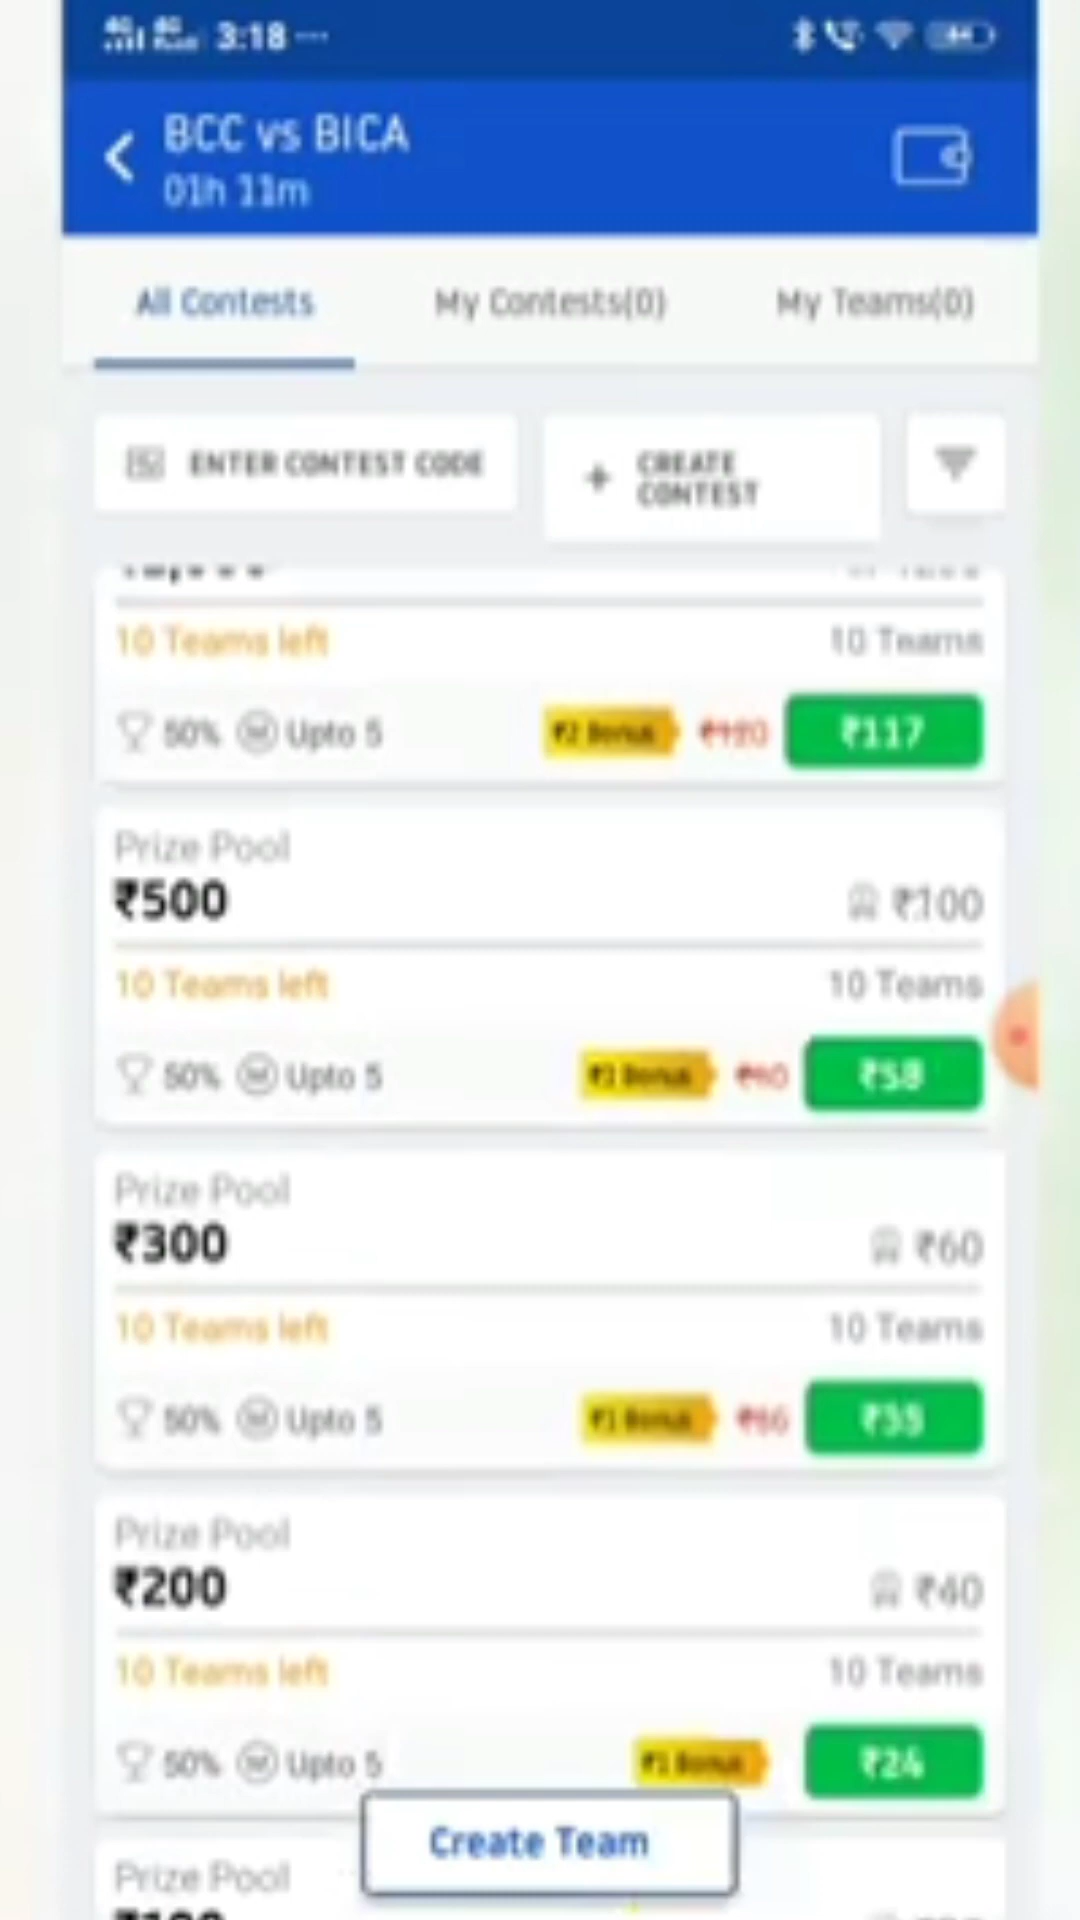 3:18
BCC vs BICA
01h 11m
All Contests
My Contests(0)
My Teams(0)
ENTER CONTEST CODE
+ CREATE
CONTEST
10 Teams left
10 Teams
50% M Upto 5
₹2 Bonus
₹120
₹117
Prize Pool
₹500
₹100
10 Teams left
10 Teams
50% M Upto 5
Bonus
₹60
₹58
Prize Pool
₹300
₹60
10 Teams left
10 Teams
50% M Upto 5
₹1 Bonus
₹35
Prize Pool
₹200
₹40
10 Teams left
10 Teams
50% M Upto 5
₹1 Bonus
₹24
Create Team
Prize Pool